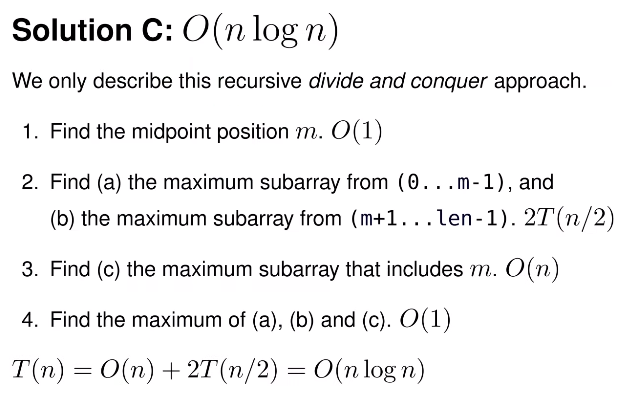 Solution C: O(n log n)
We only describe this recursive divide and conquer approach.
1. Find the midpoint position m. O(1)
2. Find (a) the maximum subarray from (0...m-1), and
(b) the maximum subarray from (m+1...len-1). 2T(n/2)
3. Find (c) the maximum subarray that includes m. O(n)
4. Find the maximum of (a), (b) and (c). O(1)
T(n) = O(n) + 2T(n/2) = O(n log n)